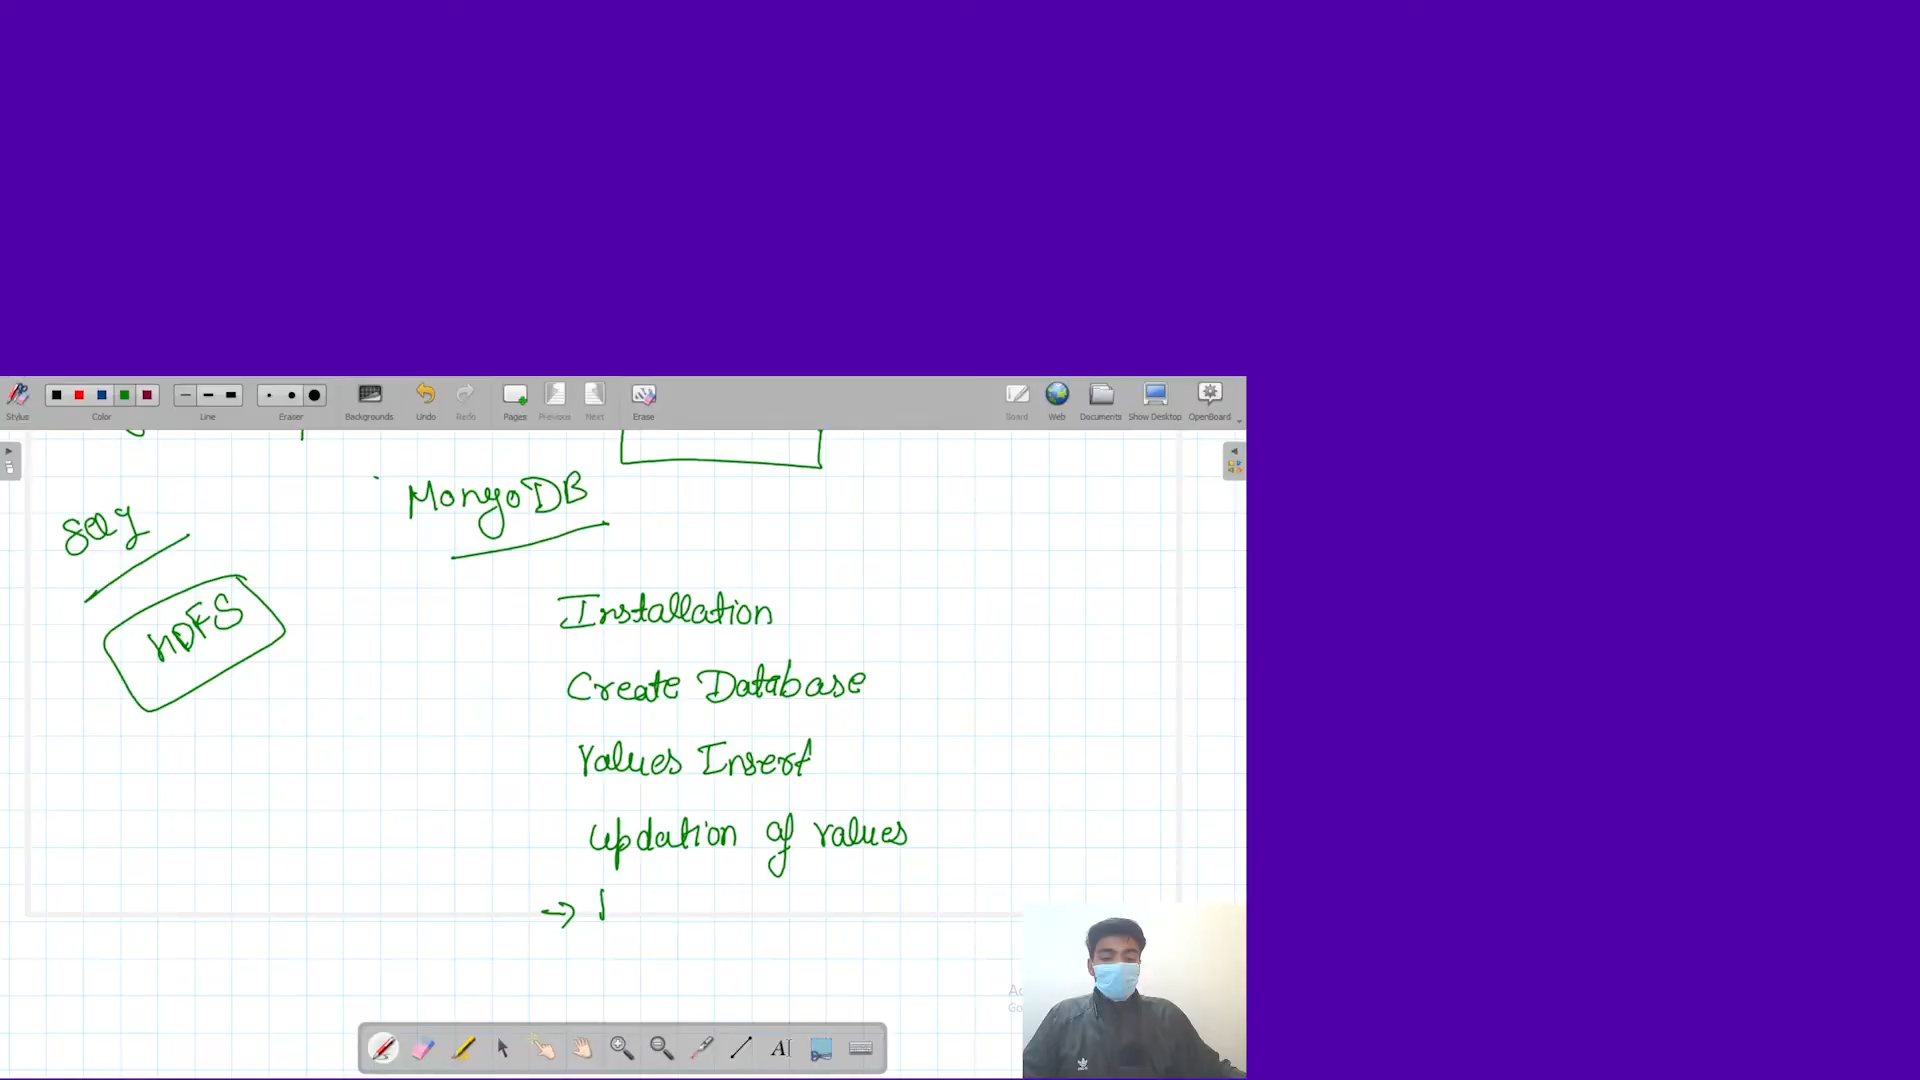 Stylus Color Line Eraser Backgrounds Undo Redo Pages Previous Next Erase Board Web Documents Show Desktop OpenBoard
MongoDB
HDFS
Installation
Create Database
Values Insert
updation of values
→